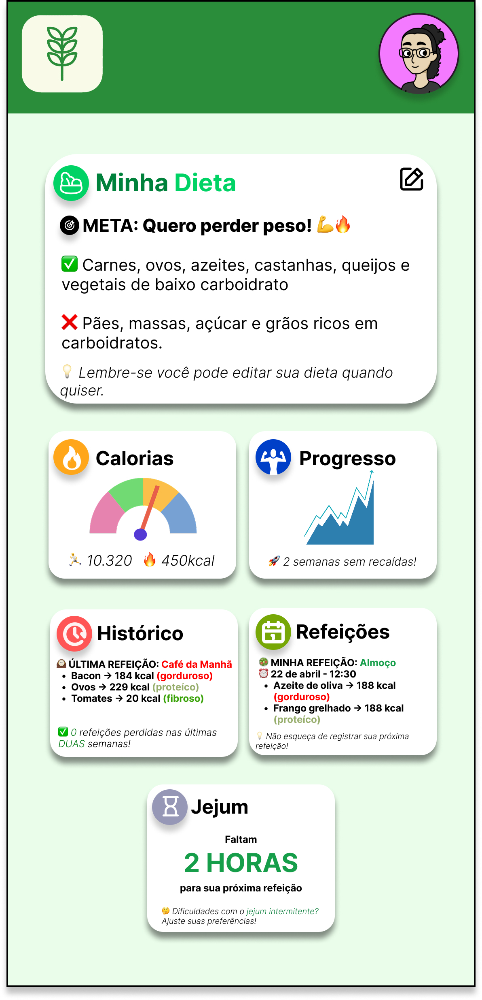 Minha Dieta
META: Quero perder peso! 💪🔥
✅ Carnes, ovos, azeites, castanhas, queijos e
vegetais de baixo carboidrato
❌ Pães, massas, açúcar e grãos ricos em
carboidratos.
💡 Lembre-se você pode editar sua dieta quando
quiser.
Calorias
🏃 10.320 🔥 450kcal
Progresso
🚀 2 semanas sem recaídas!
Histórico
🕰️ ÚLTIMA REFEIÇÃO: Café da Manhã
• Bacon → 184 kcal (gorduroso)
• Ovos → 229 kcal (proteíco)
• Tomates → 20 kcal (fibroso)
✅ 0 refeições perdidas nas últimas
DUAS semanas!
Refeições
🥗 MINHA REFEIÇÃO: Almoço
⏰ 22 de abril - 12:30
• Azeite de oliva → 188 kcal
(gorduroso)
• Frango grelhado → 188 kcal
(proteíco)
💡 Não esqueça de registrar sua próxima
refeição!
Jejum
Faltam
2 HORAS
para sua próxima refeição
🤔 Dificuldades com o jejum intermitente?
Ajuste suas preferências!